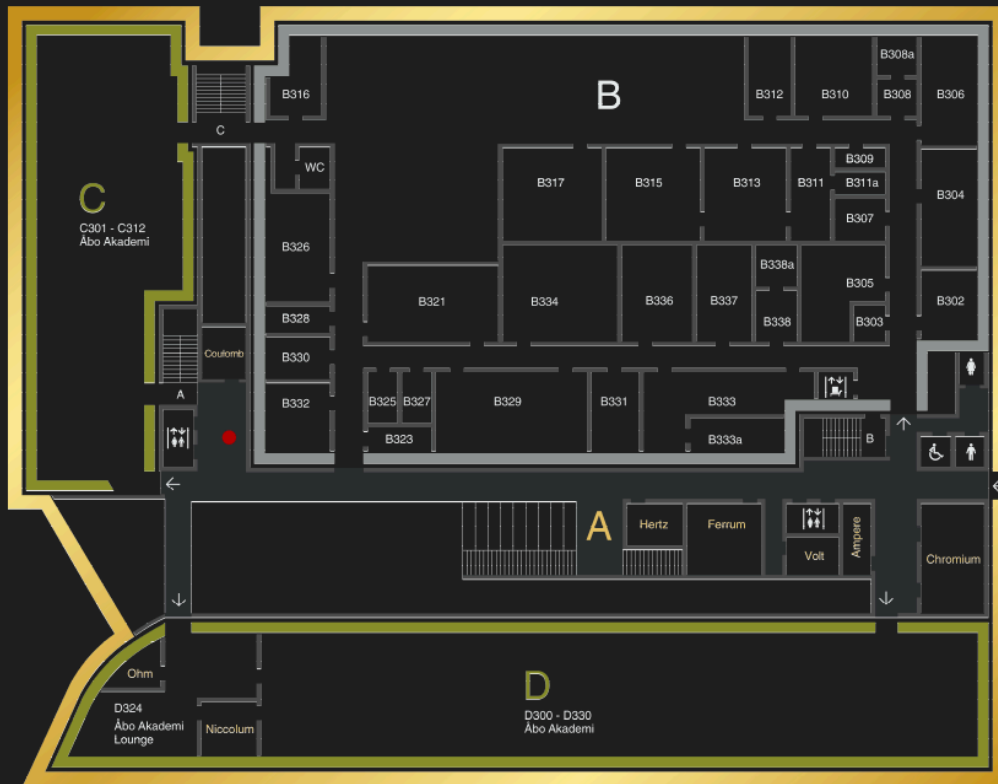 B308a
B316
B312
B310
B308
B306
B
C
WC
B309
B317
B315
B313
B311
B311a
B304
C
C301 - C312
Åbo Akademi
B307
B326
B338a
B305
B321
B334
B336
B337
B302
B328
B338
B303
Coulomb
B330
A
B325
B327
B329
B331
B333
B332
B323
B333a
B
A
Hertz
Ferrum
Ampere
Volt
Chromium
Ohm
D
D324
Åbo Akademi
Lounge
Niccolum
D300 - D330
Åbo Akademi